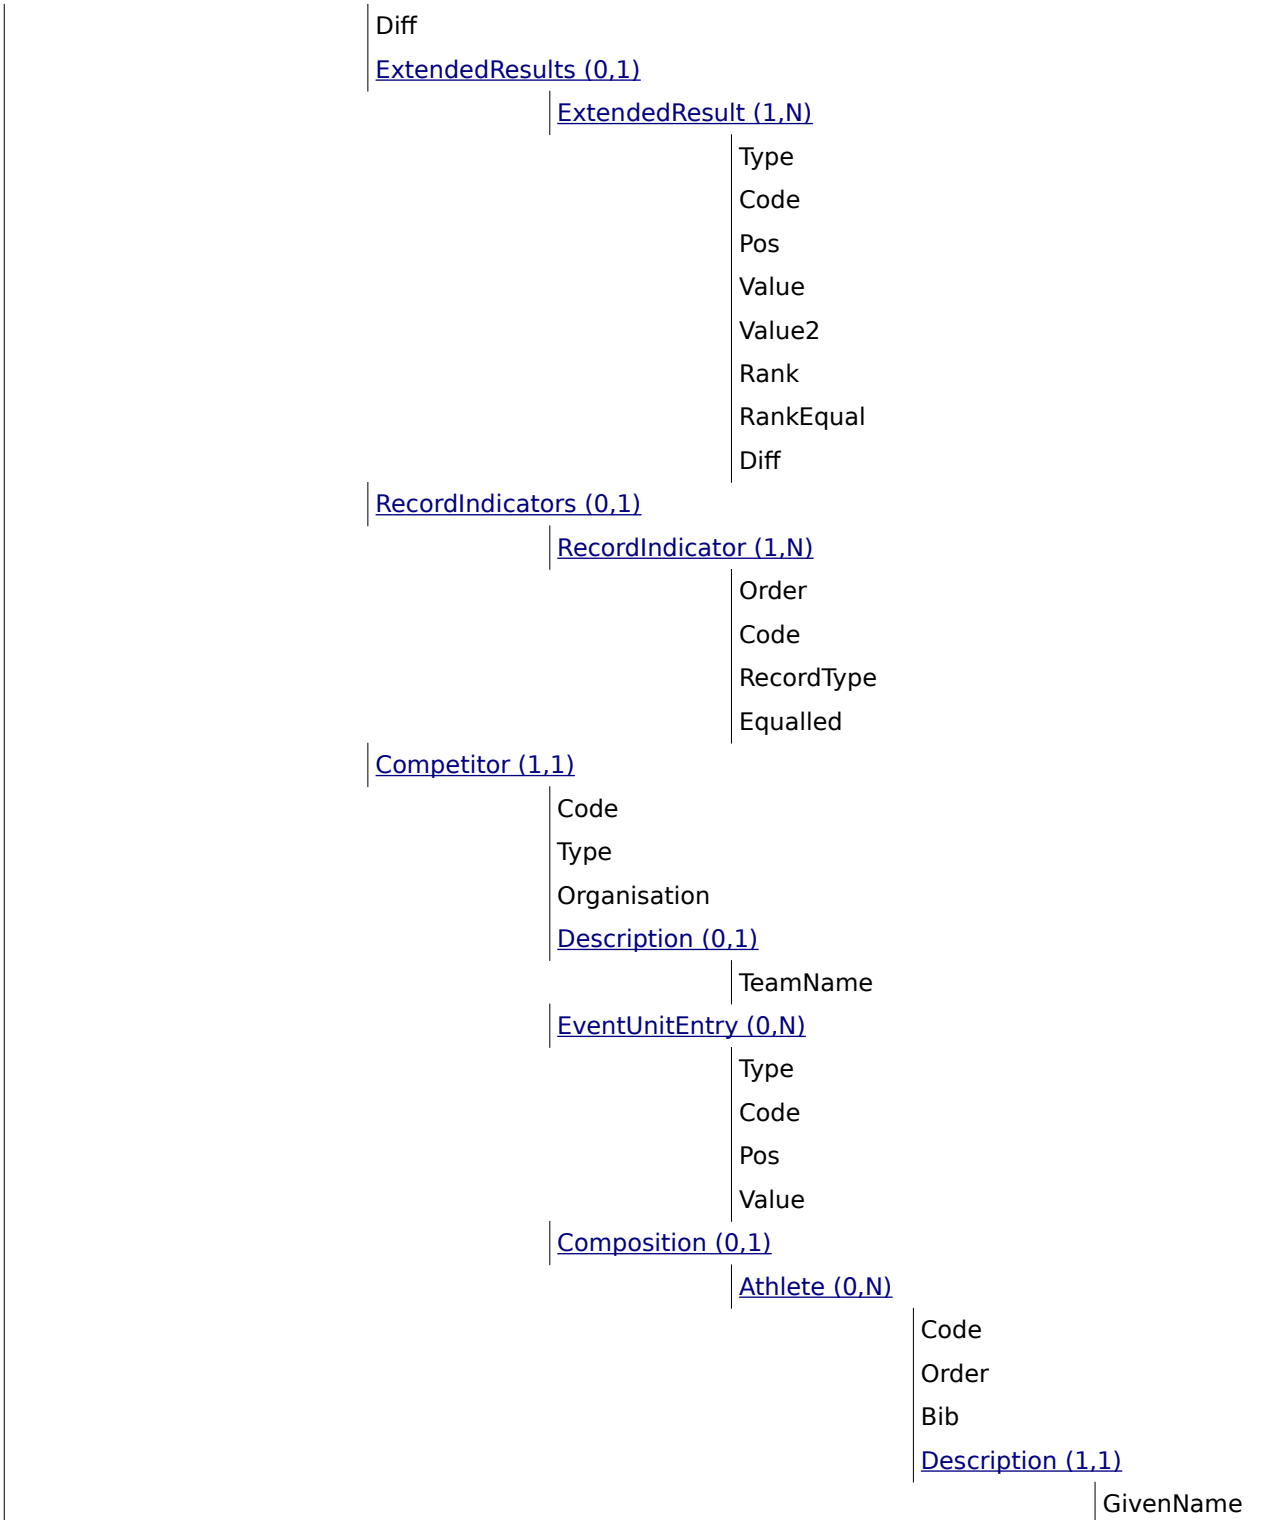 Diff
ExtendedResults (0,1)
ExtendedResult (1,N)
Type
Code
Pos
Value
Value2
Rank
RankEqual
Diff
RecordIndicators (0,1)
RecordIndicator (1,N)
Order
Code
RecordType
Equalled
Competitor (1,1)
Code
Type
Organisation
Description (0,1)
TeamName
EventUnitEntry (0,N)
Type
Code
Pos
Value
Composition (0,1)
Athlete (0,N)
Code
Order
Bib
Description (1,1)
GivenName